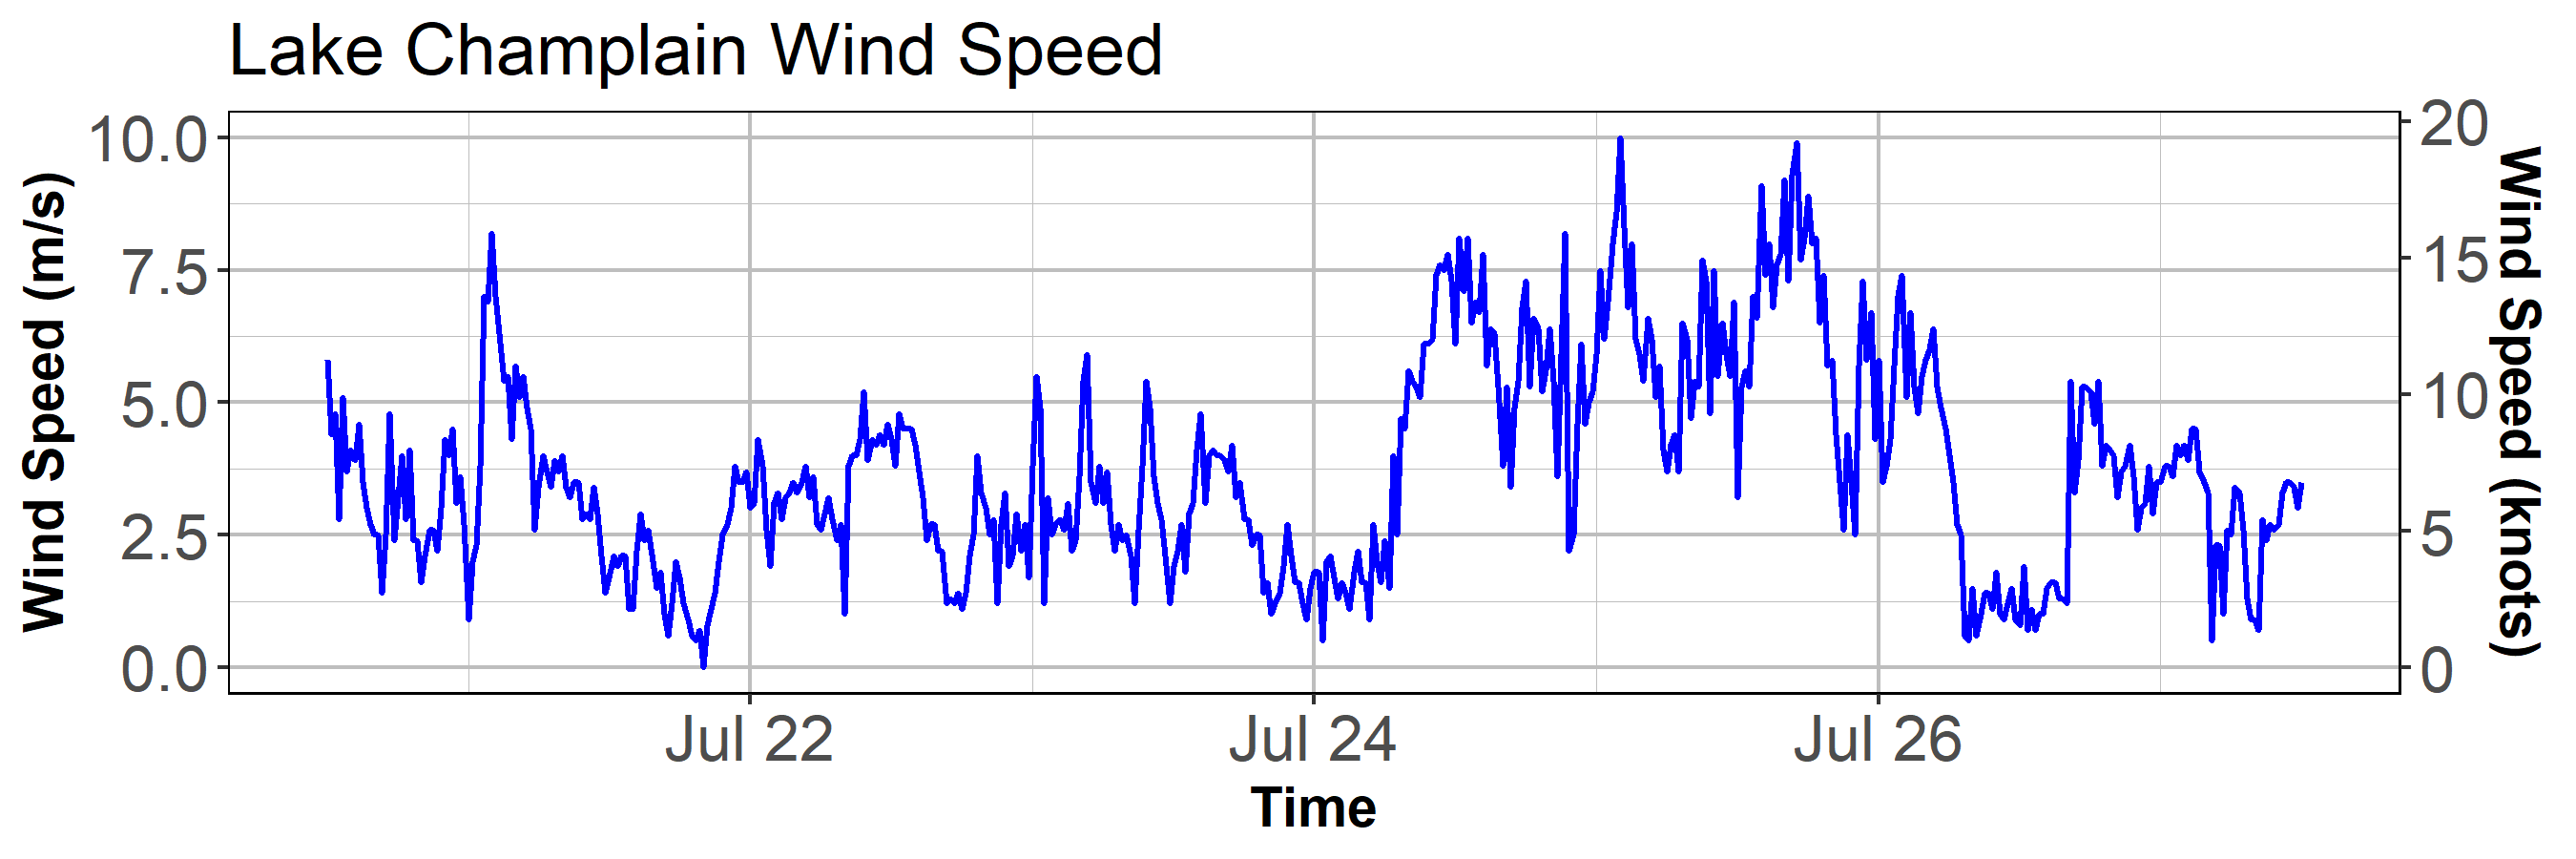 Lake Champlain Wind Speed
Wind Speed (m/s)
10.0
7.5
5.0
2.5
0.0
20
15
10
5
0
Wind Speed (knots)
Jul 22
Jul 24
Jul 26
Time